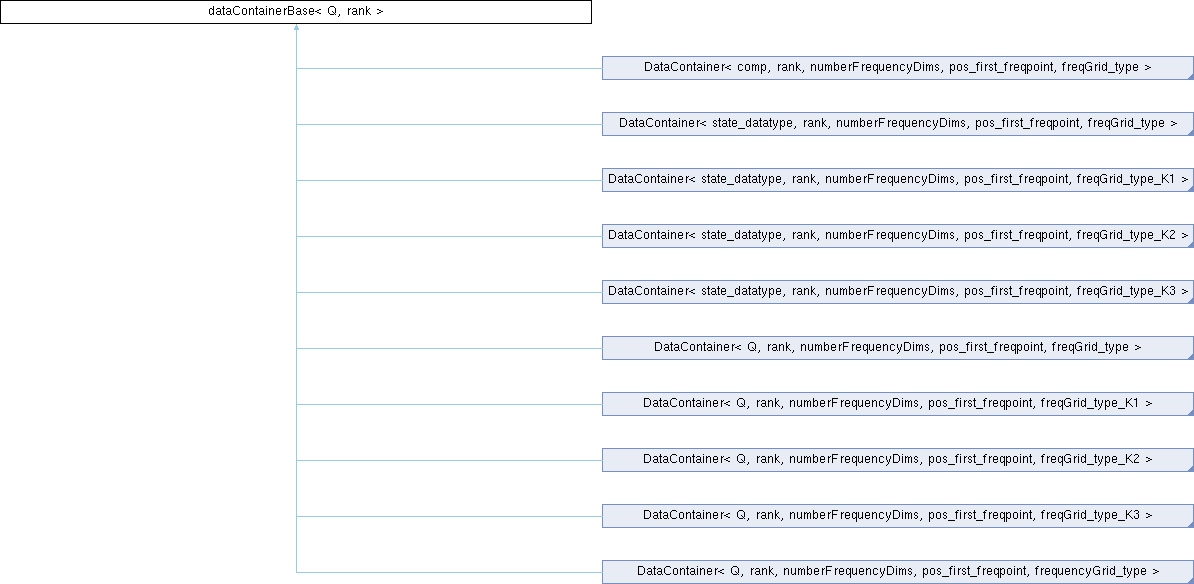 dataContainerBase< Q, rank >
DataContainer< comp, rank, numberFrequencyDims, pos_first_freqpoint, freqGrid_type >
DataContainer< state_datatype, rank, numberFrequencyDims, pos_first_freqpoint, freqGrid_type >
DataContainer< state_datatype, rank, numberFrequencyDims, pos_first_freqpoint, freqGrid_type_K1 >
DataContainer< state_datatype, rank, numberFrequencyDims, pos_first_freqpoint, freqGrid_type_K2 >
DataContainer< state_datatype, rank, numberFrequencyDims, pos_first_freqpoint, freqGrid_type_K3 >
DataContainer< Q, rank, numberFrequencyDims, pos_first_freqpoint, freqGrid_type >
DataContainer< Q, rank, numberFrequencyDims, pos_first_freqpoint, freqGrid_type_K1 >
DataContainer< Q, rank, numberFrequencyDims, pos_first_freqpoint, freqGrid_type_K2 >
DataContainer< Q, rank, numberFrequencyDims, pos_first_freqpoint, freqGrid_type_K3 >
DataContainer< Q, rank, numberFrequencyDims, pos_first_freqpoint, frequencyGrid_type >